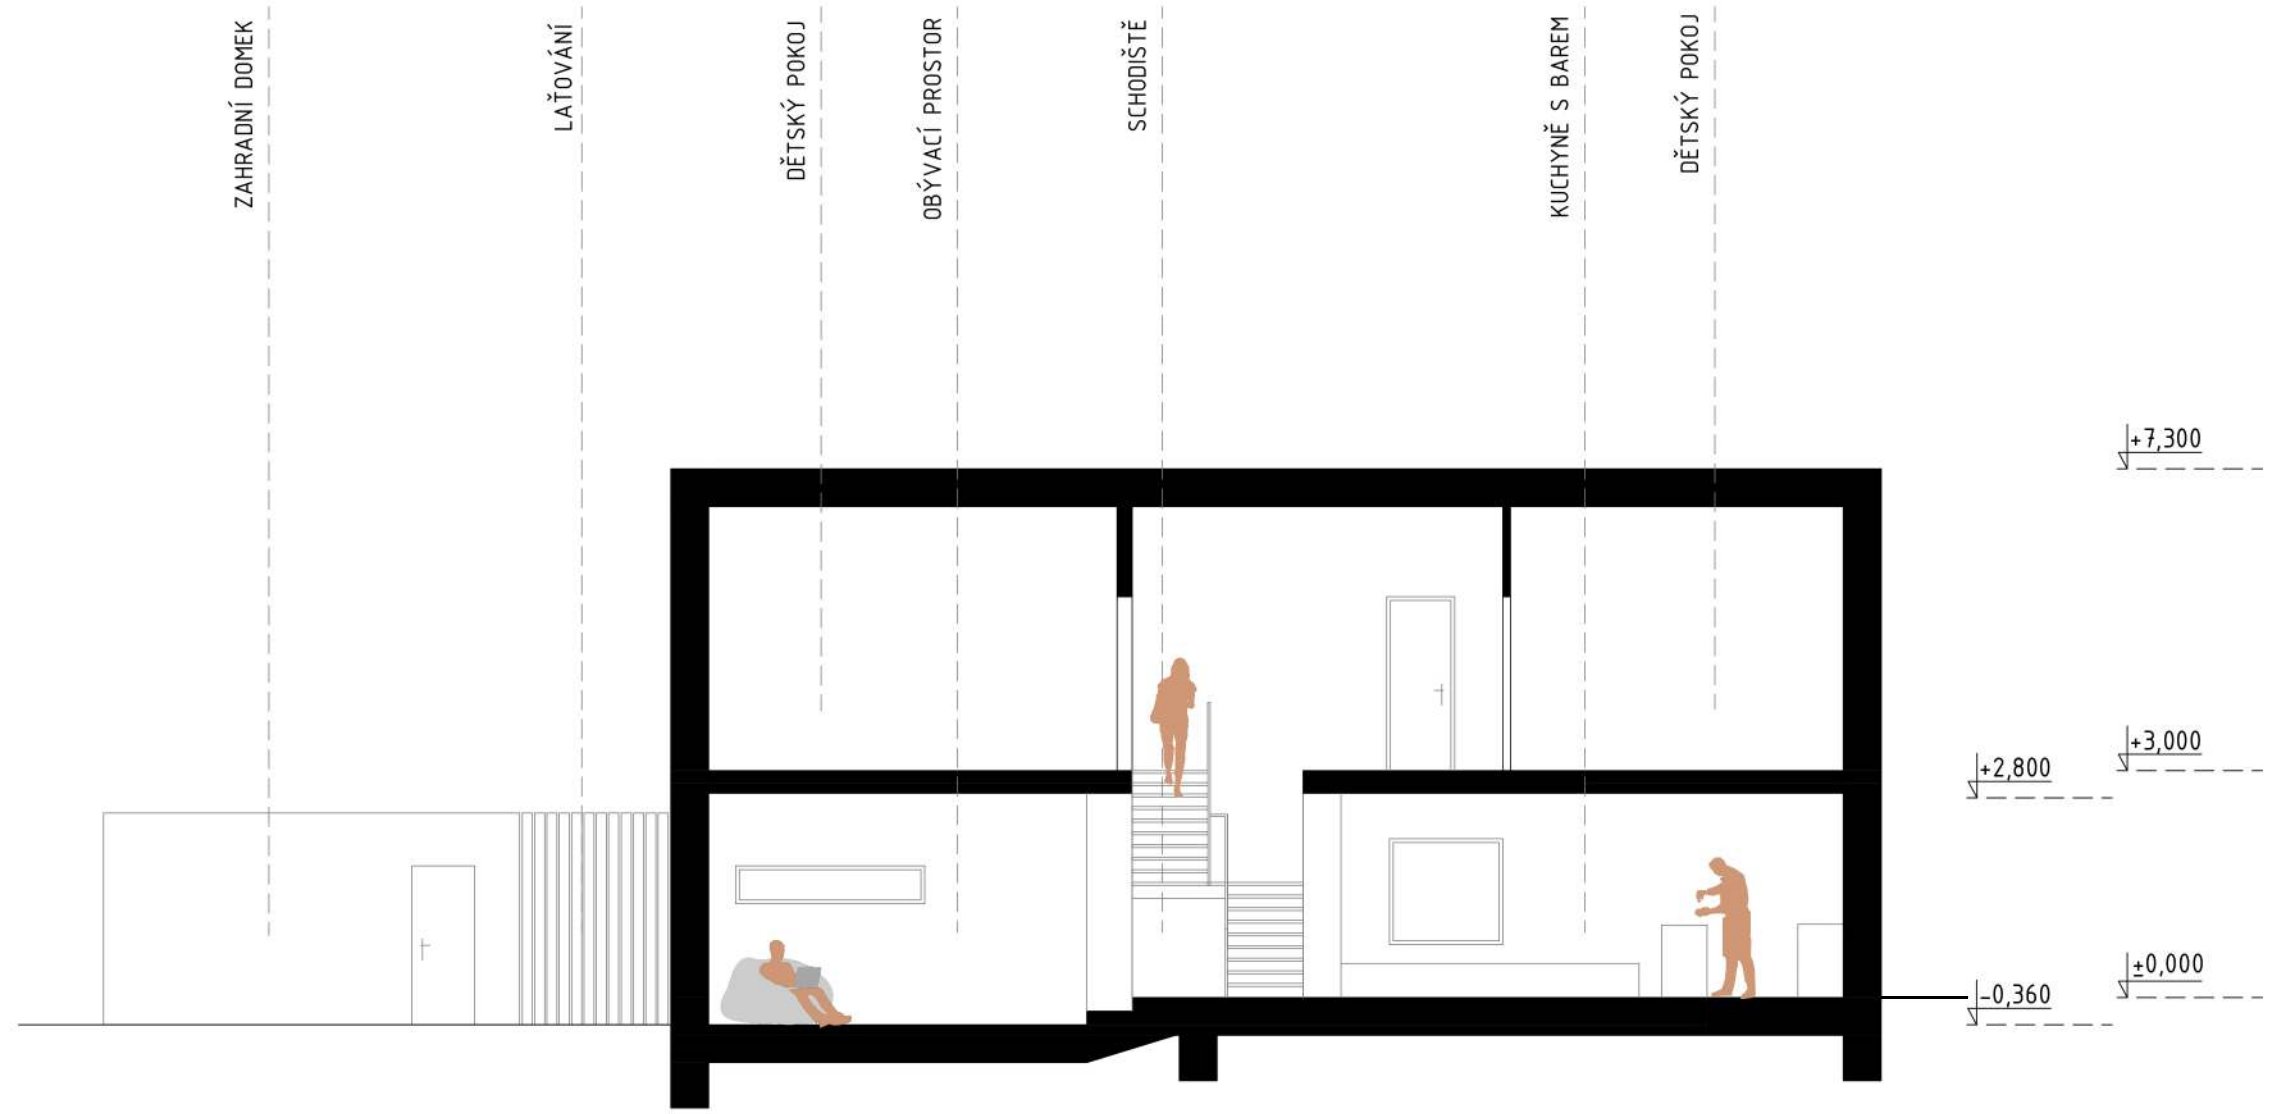 ZAHRADNÍ DOMEK
LAŤOVÁNÍ
DĚTSKÝ POKOJ
OBÝVACÍ PROSTOR
SCHODIŠTĚ
KUCHYNĚ S BAREM
DĚTSKÝ POKOJ
+7,300
+3,000
+2,800
±0,000
-0,360